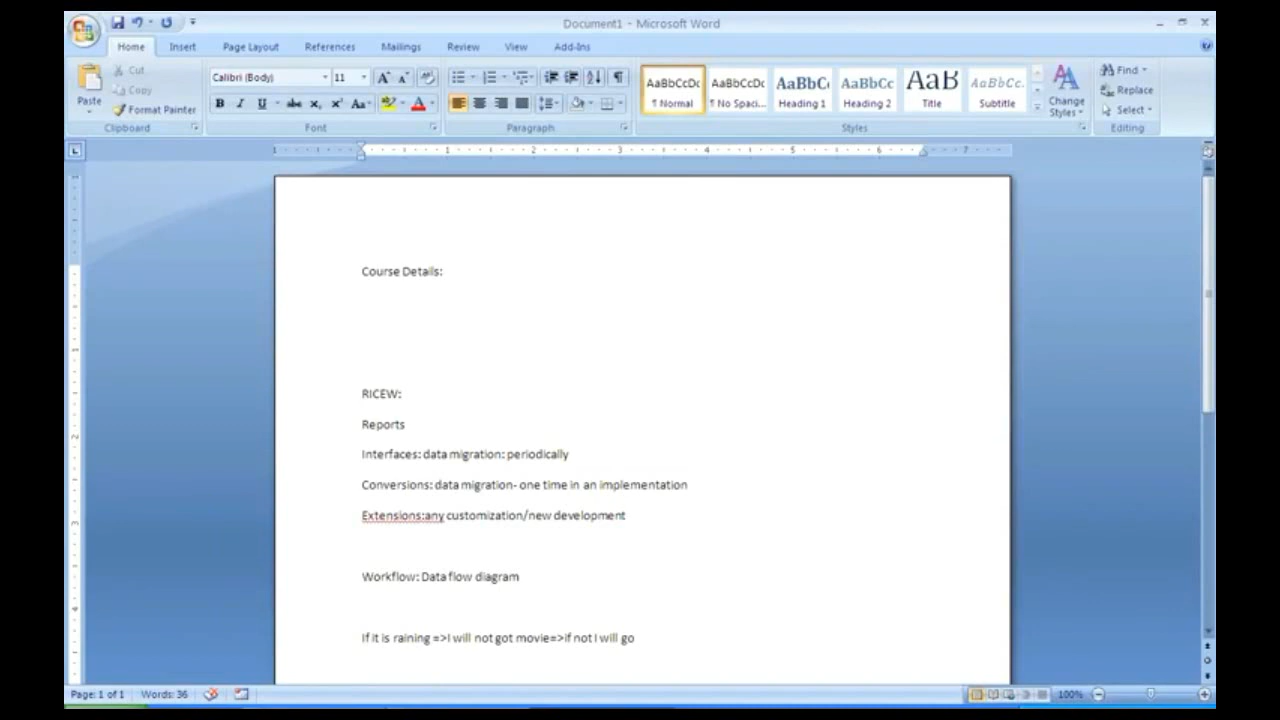 Document1 - Microsoft Word
Home Insert Page Layout References Mailings Review View Add-Ins
Paste
Cut
Copy
Format Painter
Clipboard
Calibri (Body) 11
Font
Paragraph
AaBbCcDc AaBbCcDc AaBbC AaBbCc AaB AaBbCc.
¶ Normal ¶ No Spaci... Heading 1 Heading 2 Title Subtitle
Change Styles
Styles
Find
Replace
Select
Editing
Course Details:
RICEW:
Reports
Interfaces: data migration: periodically
Conversions: data migration- one time in an implementation
Extensions:any customization/new development
Workflow: Data flow diagram
If it is raining =>I will not got movie=>if not I will go
Page: 1 of 1 Words: 36 100%